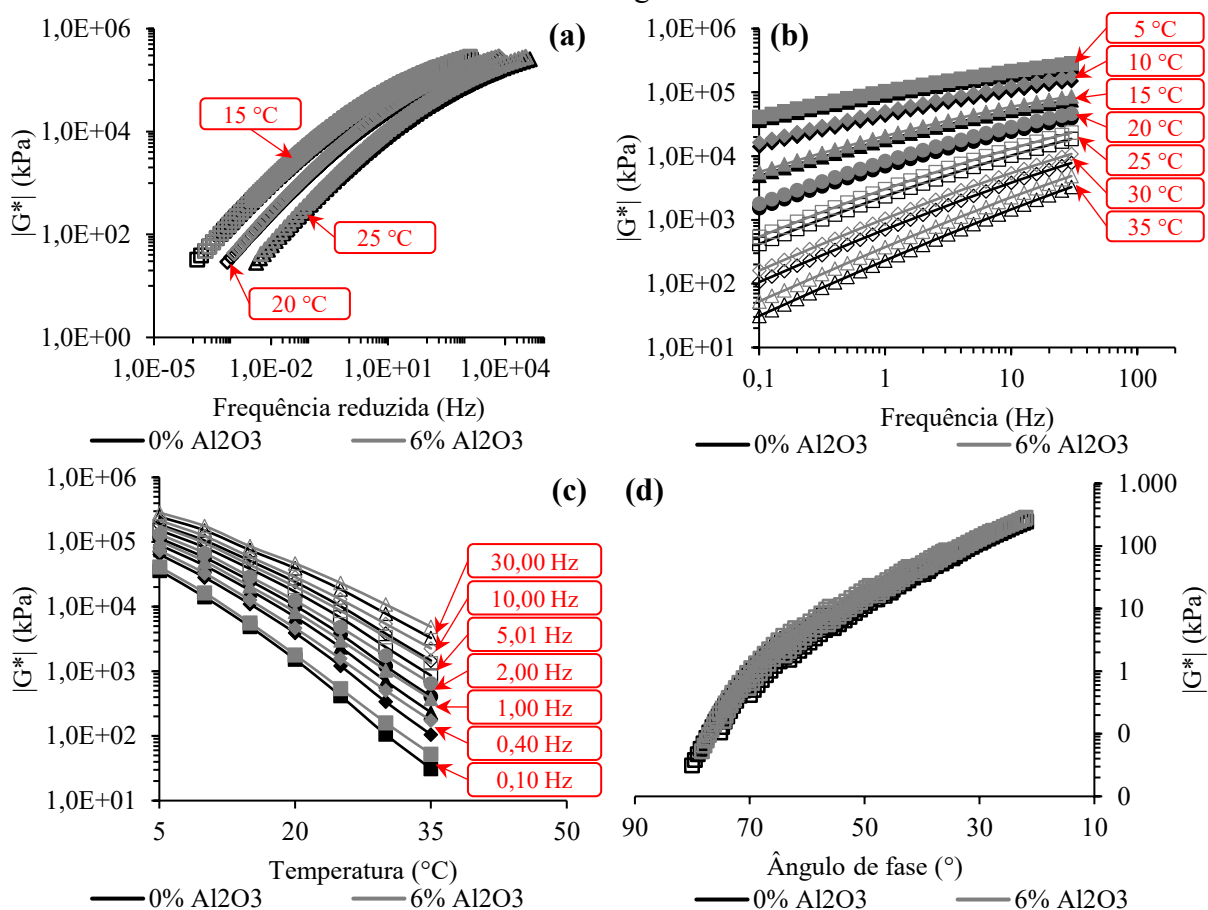 (a)
|G*| (kPa)
1,0E+06
1,0E+04
1,0E+02
1,0E+00
15 °C
25 °C
20 °C
1,0E-05
1,0E-02
1,0E+01
1,0E+04
Frequência reduzida (Hz)
0% Al2O3
6% Al2O3
(b)
|G*| (kPa)
1,0E+06
1,0E+05
1,0E+04
1,0E+03
1,0E+02
1,0E+01
5 °C
10 °C
15 °C
20 °C
25 °C
30 °C
35 °C
0,1
1
10
100
Frequência (Hz)
0% Al2O3
6% Al2O3
(c)
|G*| (kPa)
1,0E+06
1,0E+05
1,0E+04
1,0E+03
1,0E+02
1,0E+01
30,00 Hz
10,00 Hz
5,01 Hz
2,00 Hz
1,00 Hz
0,40 Hz
0,10 Hz
5
20
35
50
Temperatura (°C)
0% Al2O3
6% Al2O3
(d)
1.000
100
10
1
0
0
|G*| (kPa)
90
70
50
30
10
Ângulo de fase (°)
0% Al2O3
6% Al2O3